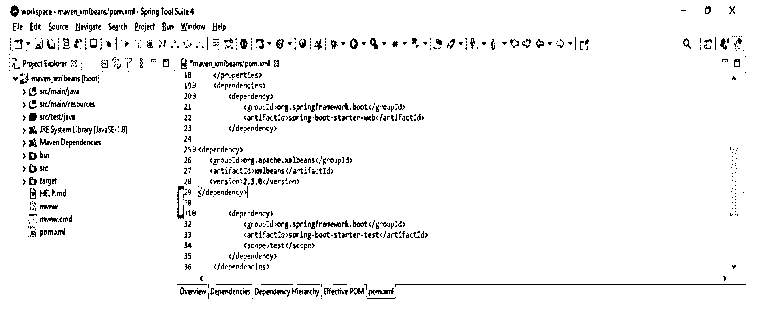 workspace - maven_xmlbeans/pom.xml - Spring Tool Suite 4
File Edit Source Navigate Search Project Run Window Help
Project Explorer
*maven_xmlbeans/pom.xml
maven_xmlbeans [boot]
src/main/java
src/main/resources
src/test/java
JRE System Library [JavaSE-1.8]
Maven Dependencies
bin
src
target
HELP.md
mvnw
mvnw.cmd
pom.xml
18 </properties>
19 <dependencies>
20 <dependency>
21 <groupId>org.springframework.boot</groupId>
22 <artifactId>spring-boot-starter-web</artifactId>
23 </dependency>
24
25 <dependency>
26 <groupId>org.apache.xmlbeans</groupId>
27 <artifactId>xmlbeans</artifactId>
28 <version>2.3.0</version>
29 </dependency>
30
31 <dependency>
32 <groupId>org.springframework.boot</groupId>
33 <artifactId>spring-boot-starter-test</artifactId>
34 <scope>test</scope>
35 </dependency>
36 </dependencies>
Overview Dependencies Dependency Hierarchy Effective POM pom.xml